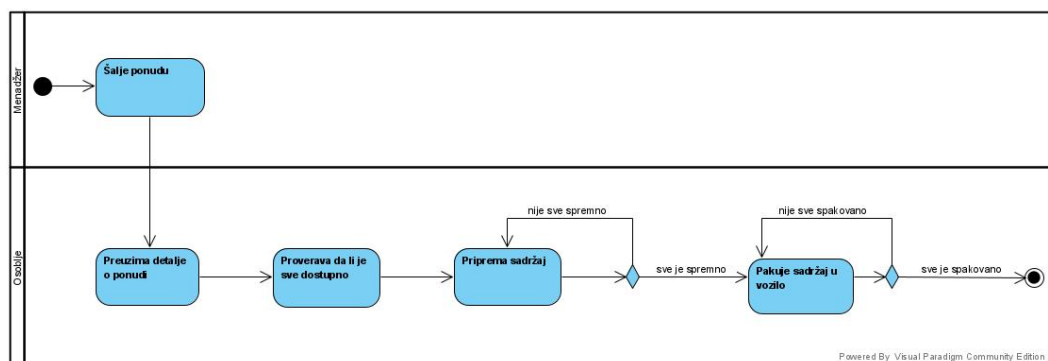 Menadžer
Šalje ponudu
Osoblje
nije sve spremno
nije sve spakovano
Preuzima detalje
o ponudi
Proverava da li je
sve dostupno
Priprema sadržaj
sve je spremno
Pakuje sadržaj u
vozilo
sve je spakovano
Powered By Visual Paradigm Community Edition